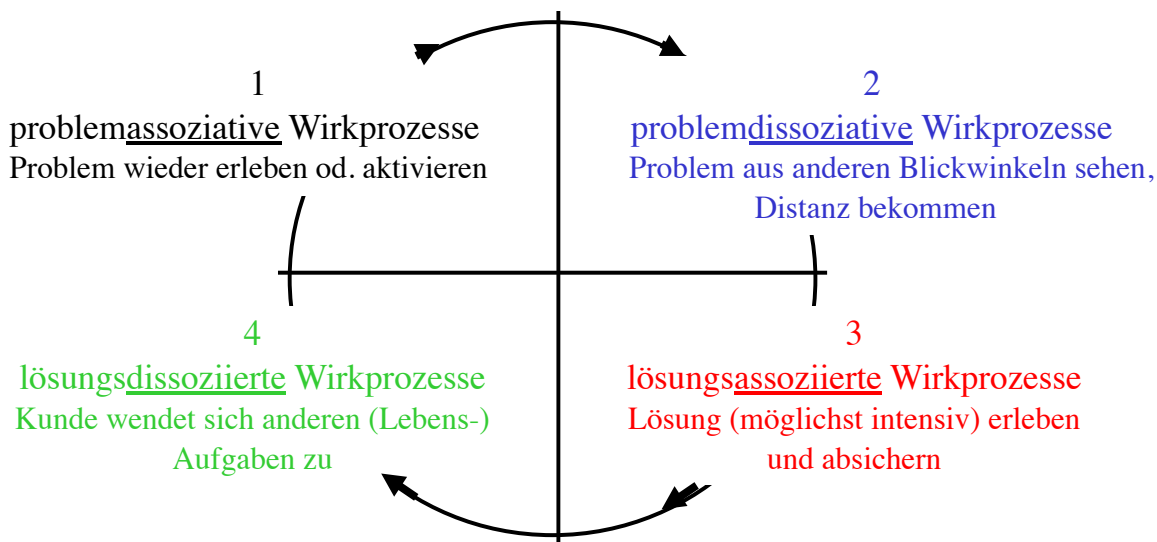 1
problemassoziative Wirkprozesse
Problem wieder erleben od. aktivieren
2
problemdissoziative Wirkprozesse
Problem aus anderen Blickwinkeln sehen,
Distanz bekommen
3
lösungsassoziierte Wirkprozesse
Lösung (möglichst intensiv) erleben
und absichern
4
lösungsdissoziierte Wirkprozesse
Kunde wendet sich anderen (Lebens-)
Aufgaben zu